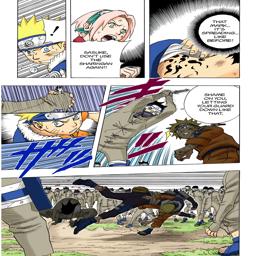 !
SASUKE,
DON'T USE
THE
SHARINGAN
AGAIN!!
THAT
MARK...
IT'S
SPREADING...
LIKE
BEFORE!
SHAME
ON YOU,
LETTING
YOUR GUARD
DOWN LIKE
THAT.